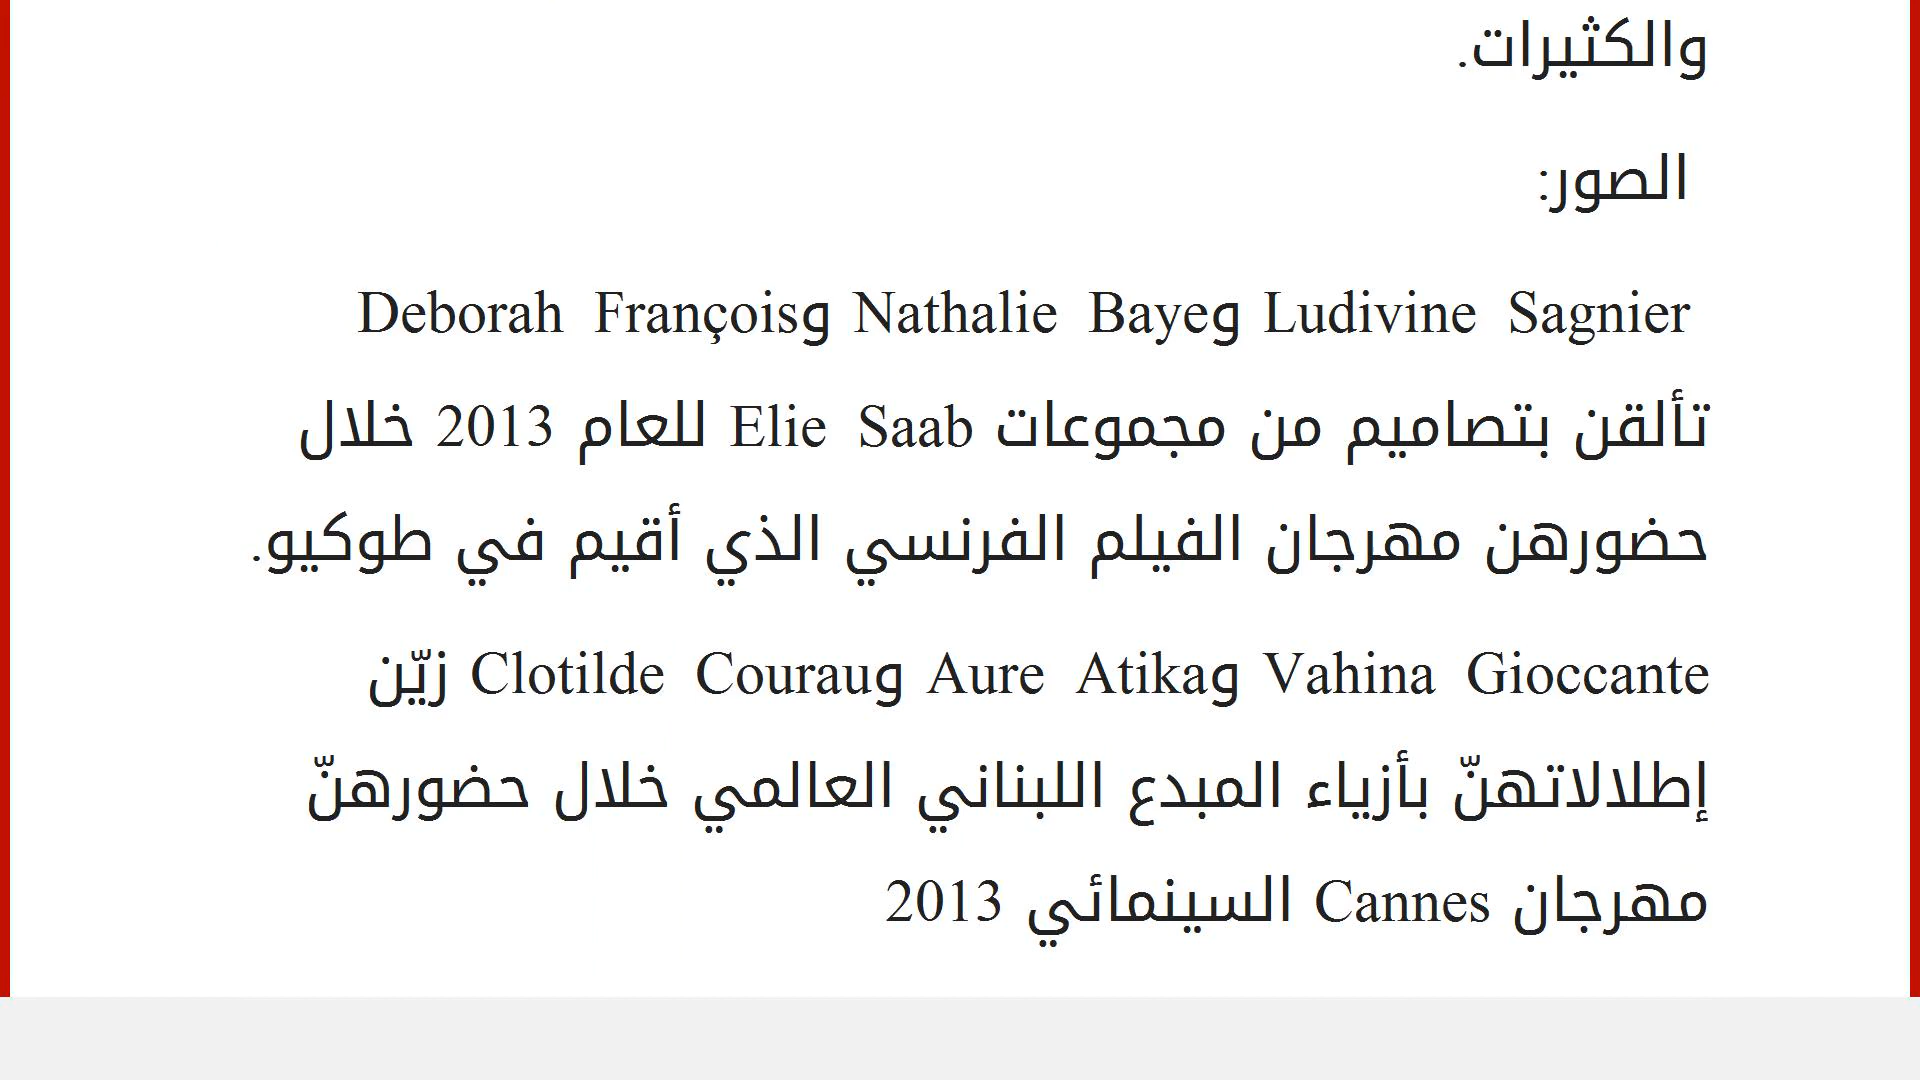 والكثيرات.
الصور:
Ludivine Sagnier وNathalie Baye وDeborah François
تألقن بتصاميم من مجموعات Elie Saab للعام 2013 خلال
حضورهن مهرجان الفيلم الفرنسي الذي أقيم في طوكيو.
Vahina Gioccante وAure Atika وClotilde Courau زيّن
إطلالاتهنّ بأزياء المبدع اللبناني العالمي خلال حضورهنّ
مهرجان Cannes السينمائي 2013